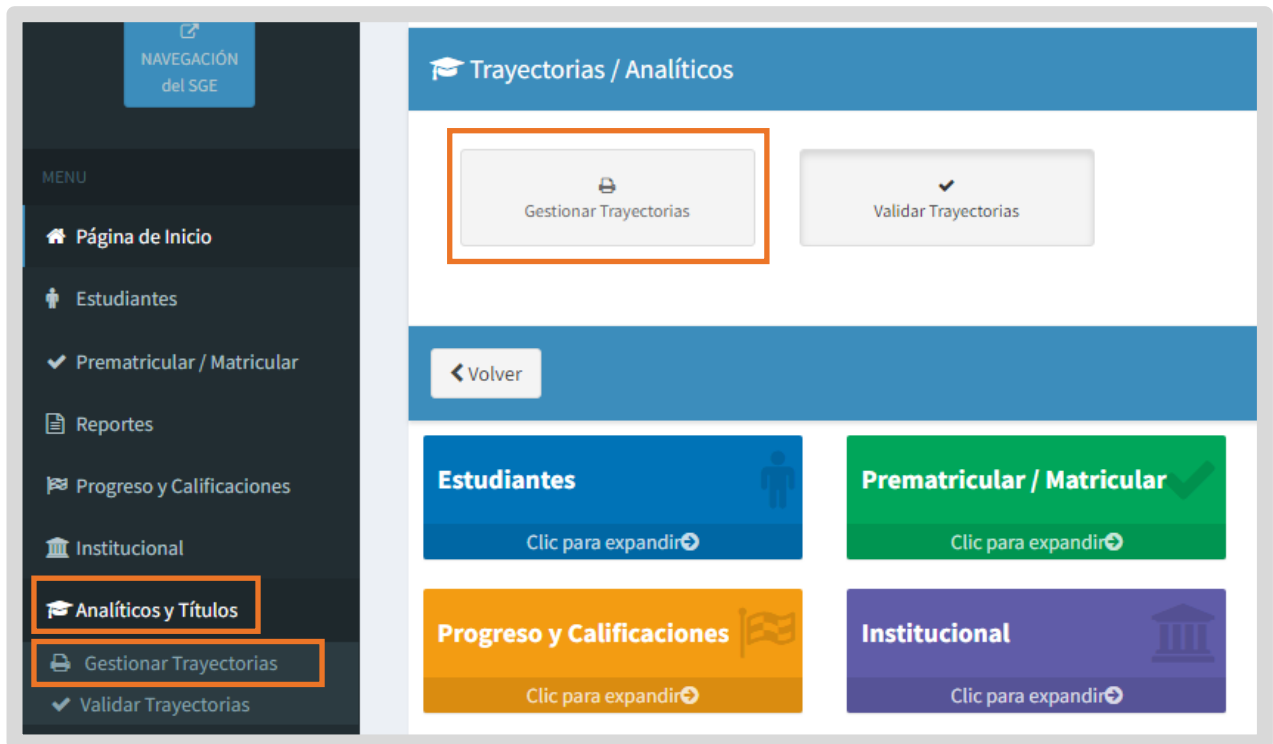 NAVEGACIÓN
del SGE
MENU
Página de Inicio
Estudiantes
Prematricular / Matricular
Reportes
Progreso y Calificaciones
Institucional
Analíticos y Títulos
Gestionar Trayectorias
Validar Trayectorias
Trayectorias / Analíticos
Gestionar Trayectorias
Validar Trayectorias
Volver
Estudiantes
Clic para expandir
Prematricular / Matricular
Clic para expandir
Progreso y Calificaciones
Clic para expandir
Institucional
Clic para expandir